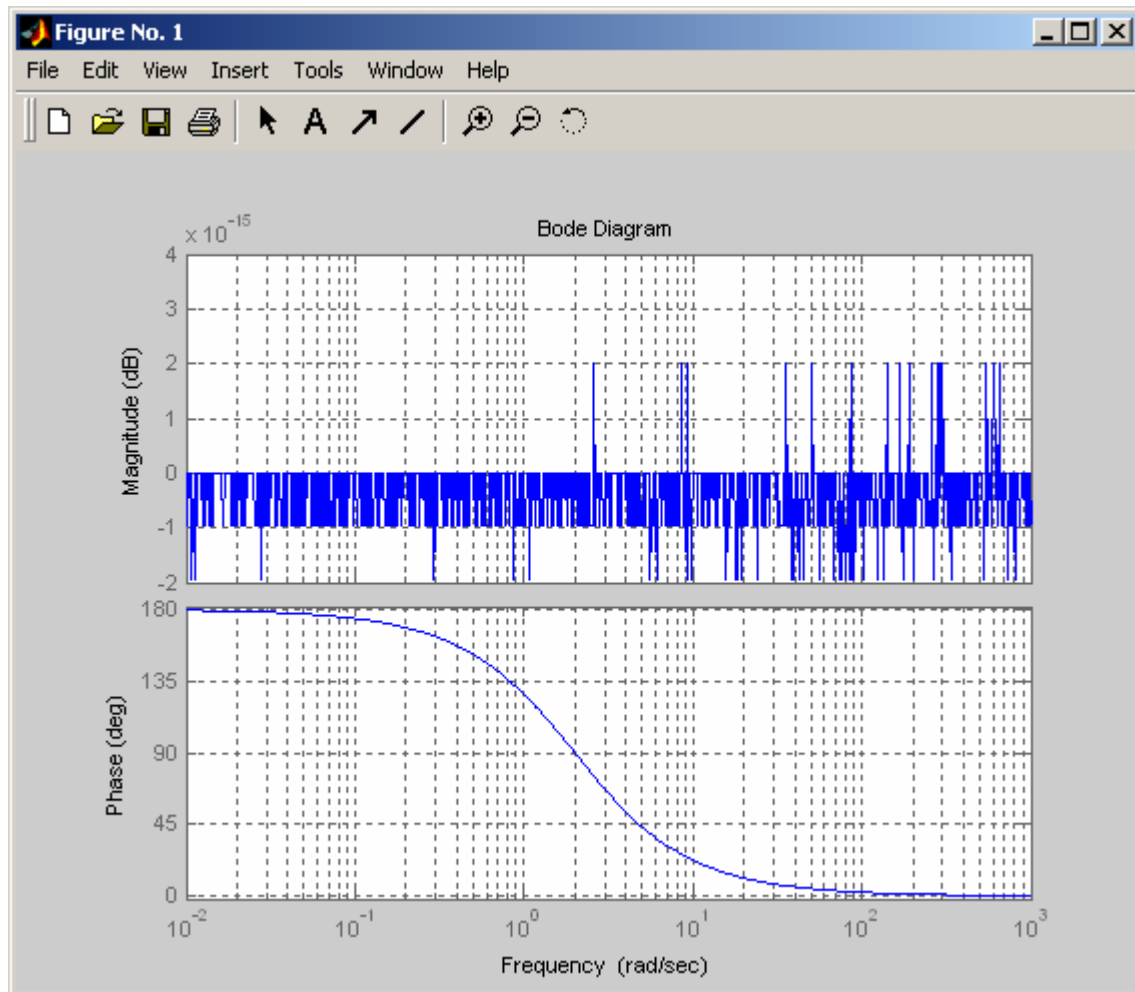 Figure No. 1
File Edit View Insert Tools Window Help
A
x 10^-15
Bode Diagram
4
3
2
1
0
-1
-2
Magnitude (dB)
180
135
90
45
0
Phase (deg)
10^-2 10^-1 10^0 10^1 10^2 10^3
Frequency (rad/sec)